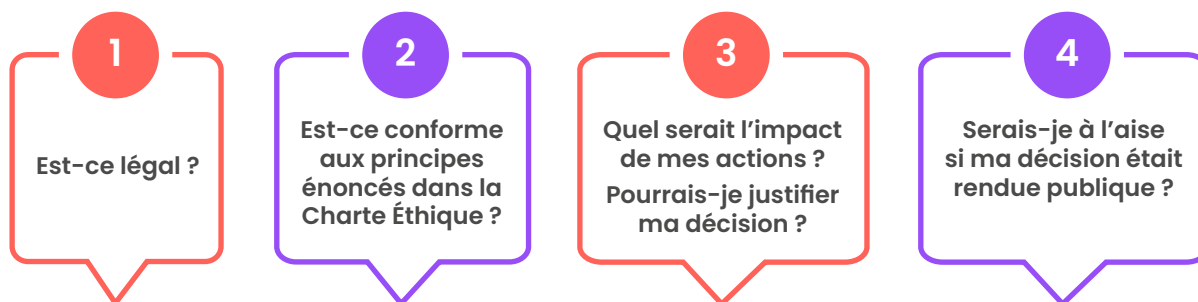 1
Est-ce légal ?
2
Est-ce conforme
aux principes
énoncés dans la
Charte Éthique ?
3
Quel serait l’impact
de mes actions ?
Pourrais-je justifier
ma décision ?
4
Serais-je à l’aise
si ma décision était
rendue publique ?